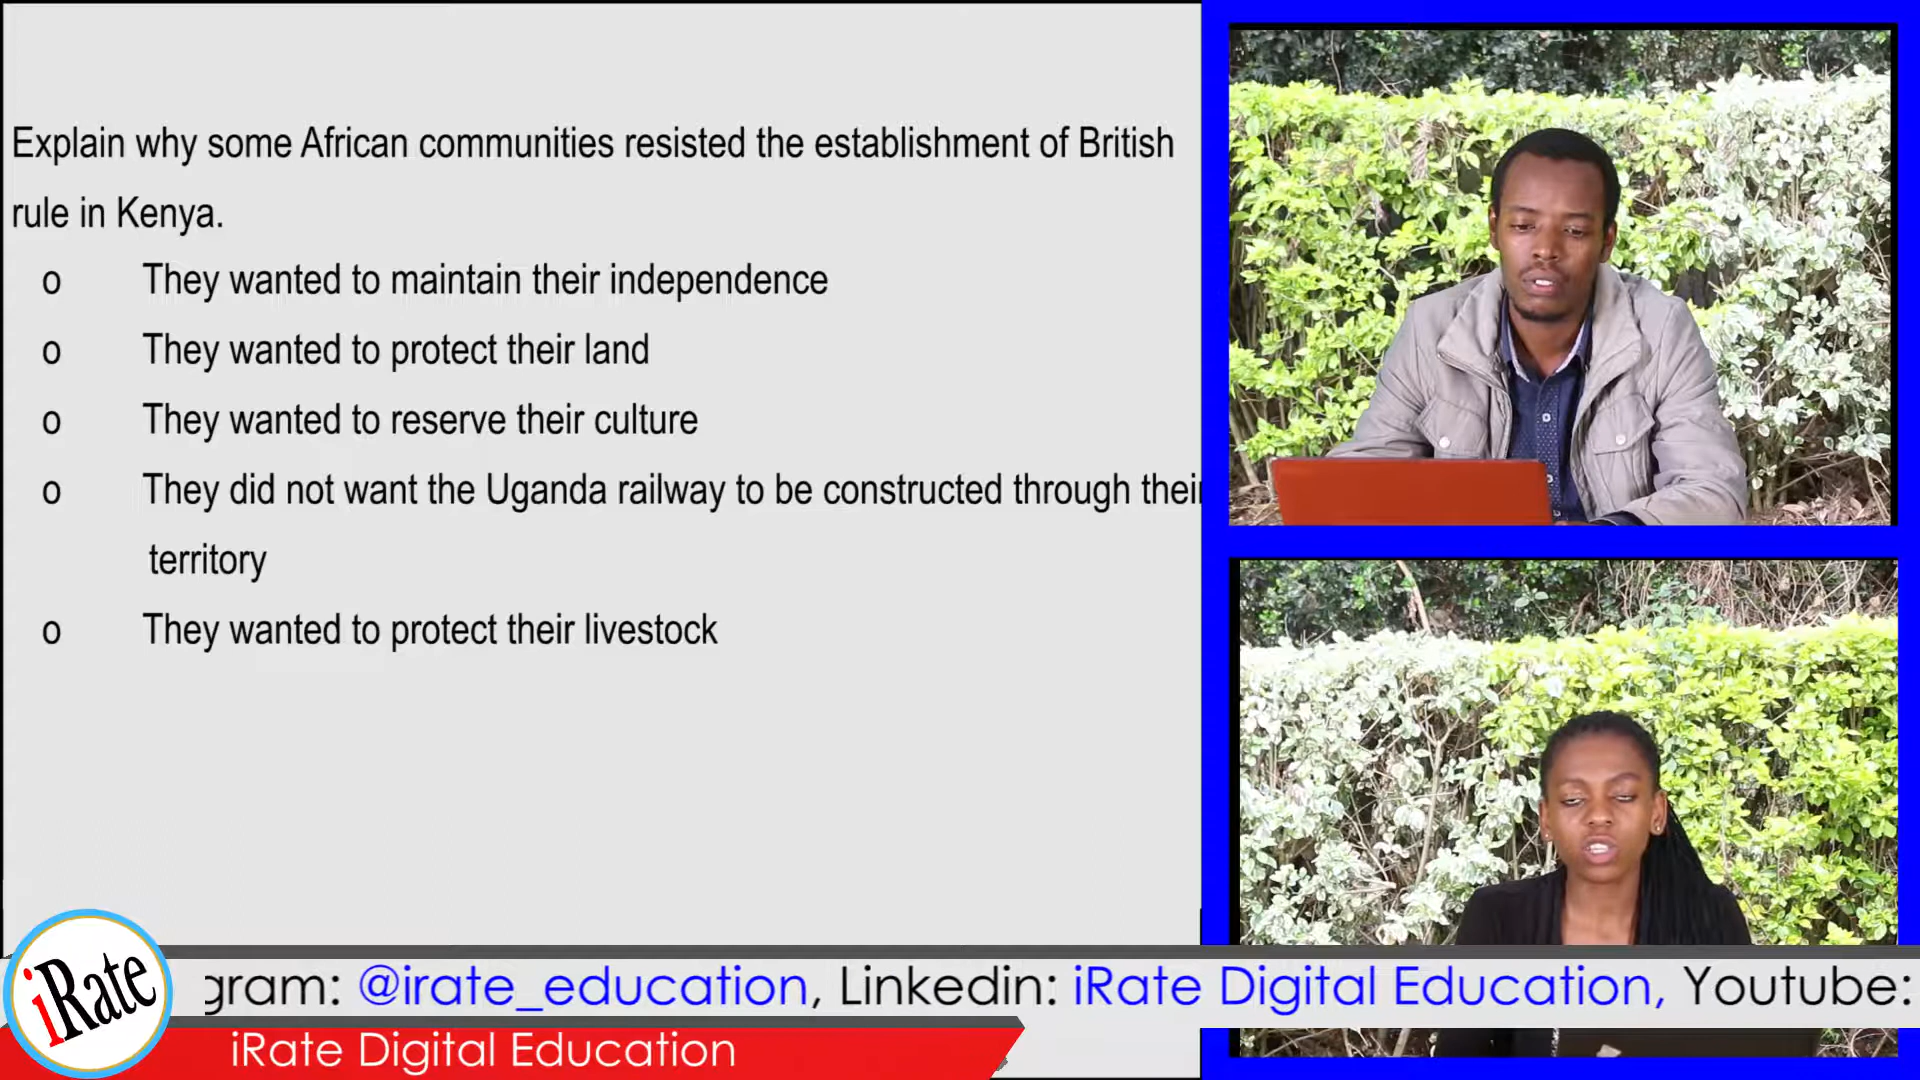 Explain why some African communities resisted the establishment of British
rule in Kenya.
o They wanted to maintain their independence
o They wanted to protect their land
o They wanted to reserve their culture
o They did not want the Uganda railway to be constructed through their
territory
o They wanted to protect their livestock
iRate
gram: @irate_education, Linkedin: iRate Digital Education, Youtube:
iRate Digital Education